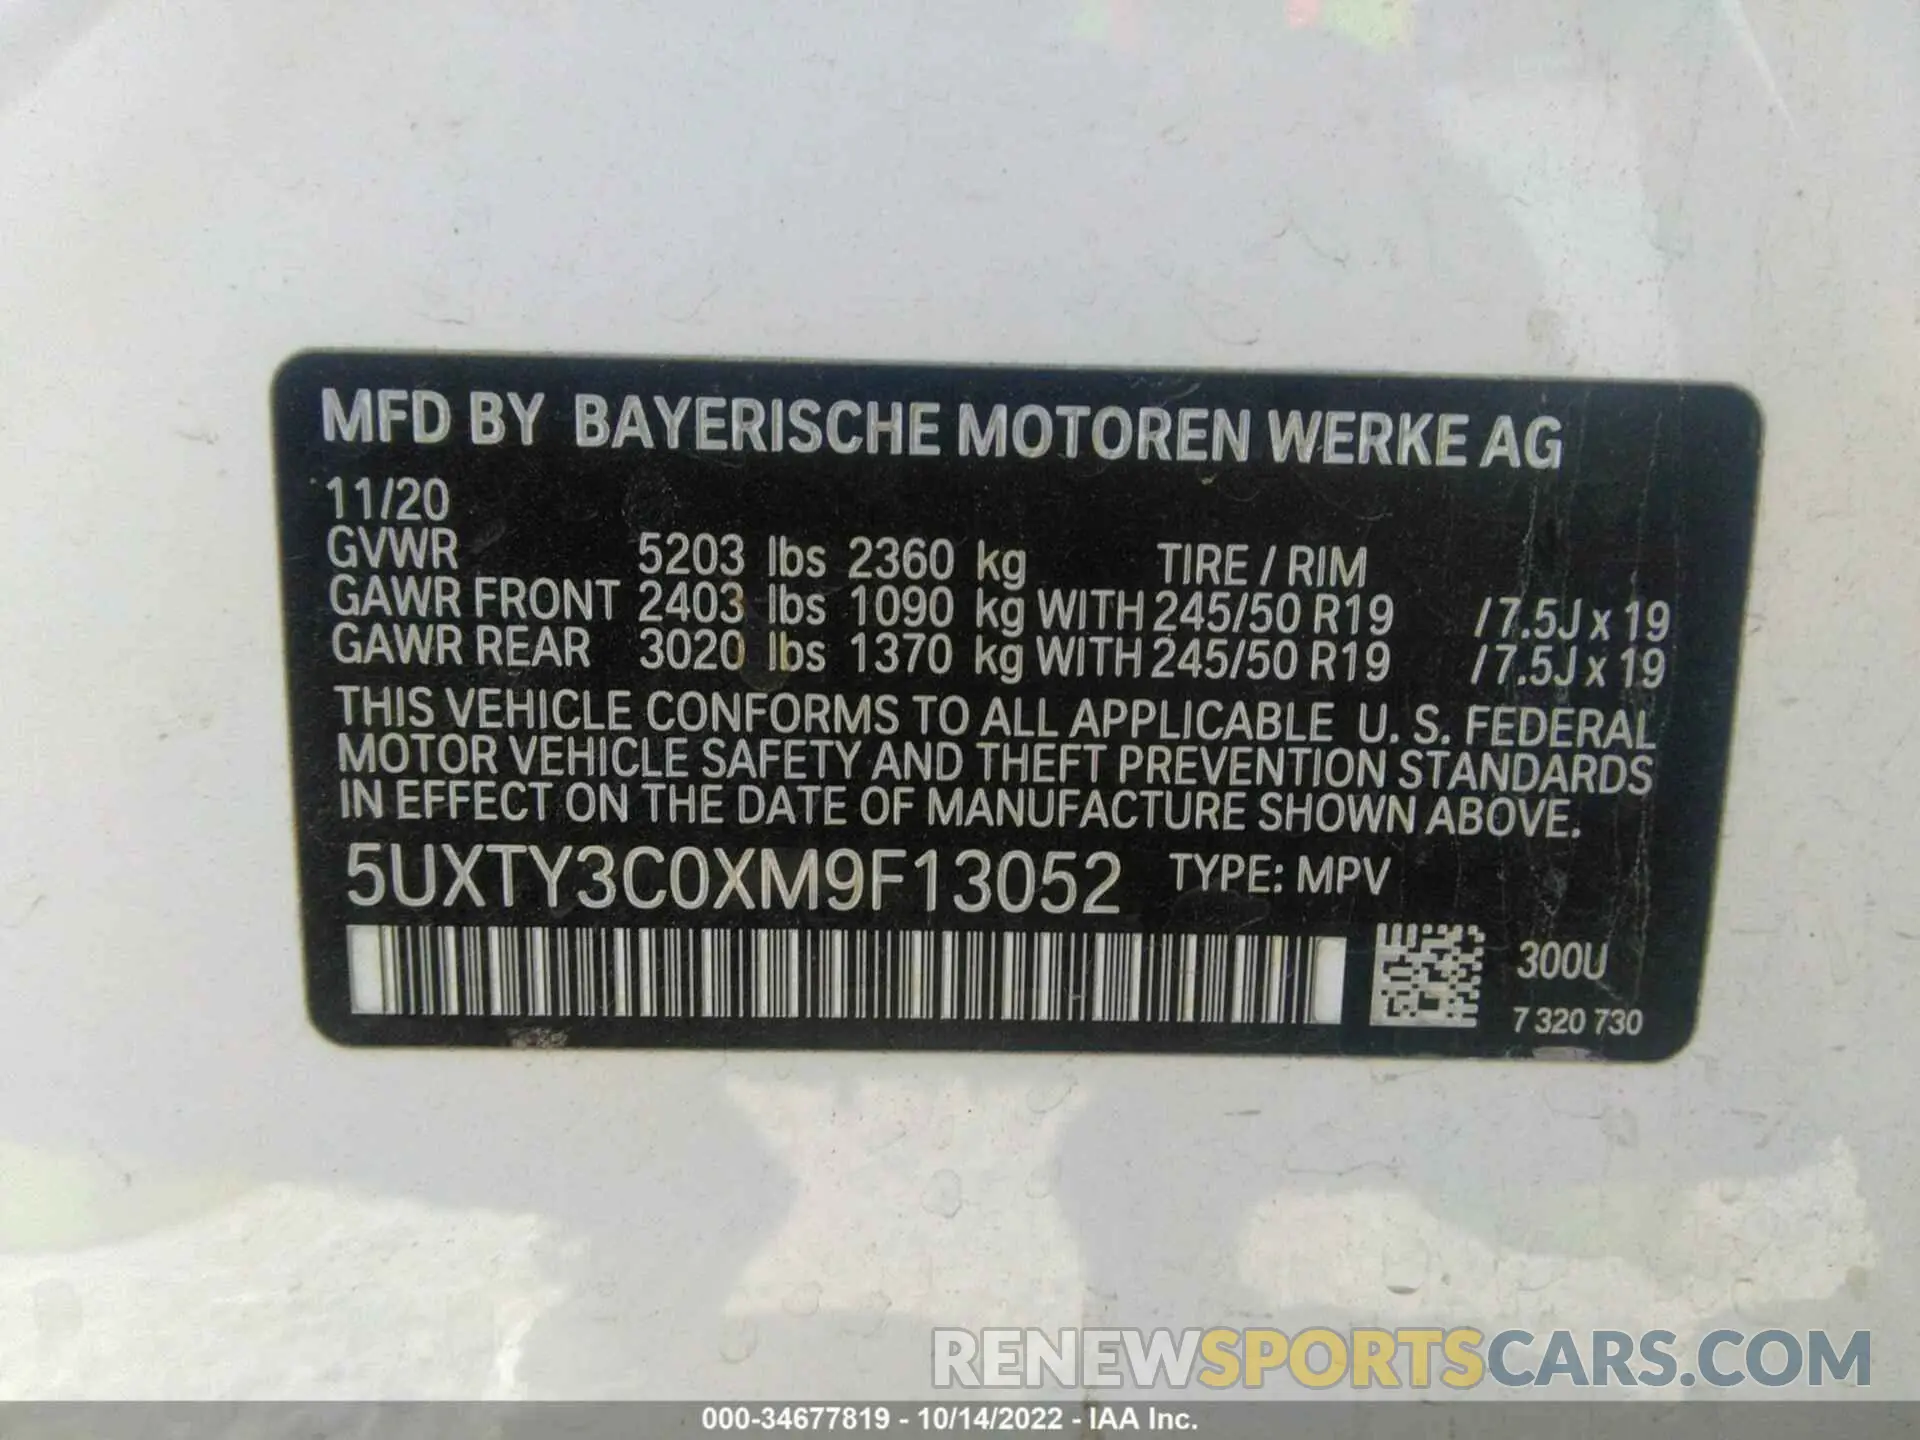 MFD BY BAYERISCHE MOTOREN WERKE AG
11/20
GVWR 5203 lbs 2360 kg TIRE / RIM
GAWR FRONT 2403 lbs 1090 kg WITH 245/50 R19 / 7.5J x 19
GAWR REAR 3020 lbs 1370 kg WITH 245/50 R19 / 7.5J x 19
THIS VEHICLE CONFORMS TO ALL APPLICABLE U. S. FEDERAL
MOTOR VEHICLE SAFETY AND THEFT PREVENTION STANDARDS
IN EFFECT ON THE DATE OF MANUFACTURE SHOWN ABOVE.
5UXTY3C0XM9F13052 TYPE: MPV
300U
7 320 730
RENEWSPORTSCARS.COM
000-34677819 - 10/14/2022 - IAA Inc.